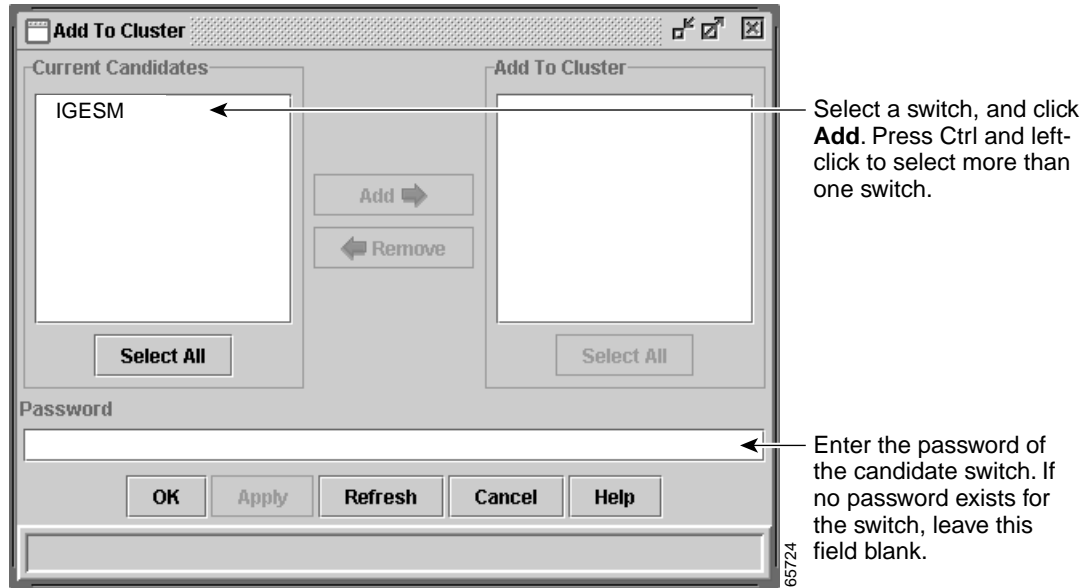 Add To Cluster
Current Candidates
Add To Cluster
IGESM
Select a switch, and click
Add. Press Ctrl and left-
click to select more than
one switch.
Add
Remove
Select All
Select All
Password
Enter the password of
the candidate switch. If
no password exists for
the switch, leave this
field blank.
OK
Apply
Refresh
Cancel
Help
65724